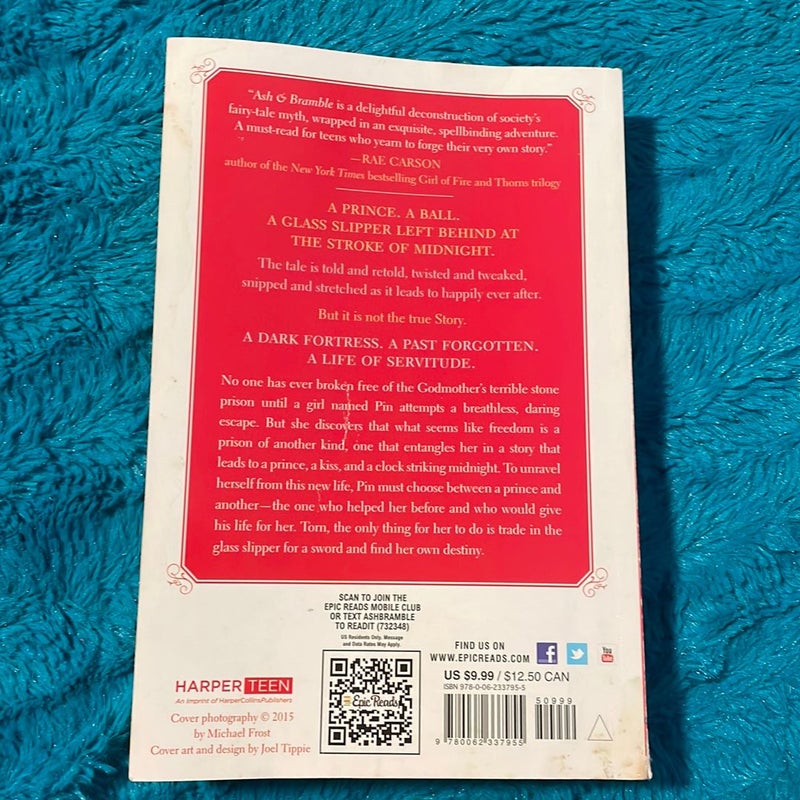 "Ash & Bramble is a delightful deconstruction of society's
fairy-tale myth, wrapped in an exquisite, spellbinding adventure.
A must-read for teens who yearn to forge their very own story."
—RAE CARSON
author of the New York Times bestselling Girl of Fire and Thorns trilogy
A PRINCE. A BALL.
A GLASS SLIPPER LEFT BEHIND AT
THE STROKE OF MIDNIGHT.
The tale is told and retold, twisted and tweaked,
snipped and stretched as it leads to happily ever after.
But it is not the true Story.
A DARK FORTRESS. A PAST FORGOTTEN.
A LIFE OF SERVITUDE.
No one has ever broken free of the Godmother's terrible stone
prison until a girl named Pin attempts a breathless, daring
escape. But she discovers that what seems like freedom is a
prison of another kind, one that entangles her in a story that
leads to a prince, a kiss, and a clock striking midnight. To unravel
herself from this new life, Pin must choose between a prince and
another—the one who helped her before and who would give
his life for her. Torn, the only thing for her to do is trade in the
glass slipper for a sword and find her own destiny.
SCAN TO JOIN THE
EPIC READS MOBILE CLUB
OR TEXT ASHBRAMBLE
TO READIT (732348)
US Residents Only. Message
and Data Rates May Apply.
Epic Reads
FIND US ON
WWW.EPICREADS.COM
f
You
Tube
US $9.99 / $12.50 CAN
ISBN 978-0-06-233795-5
50999
9 780062 337955
HARPER TEEN
An Imprint of HarperCollinsPublishers
Cover photography © 2015
by Michael Frost
Cover art and design by Joel Tippie